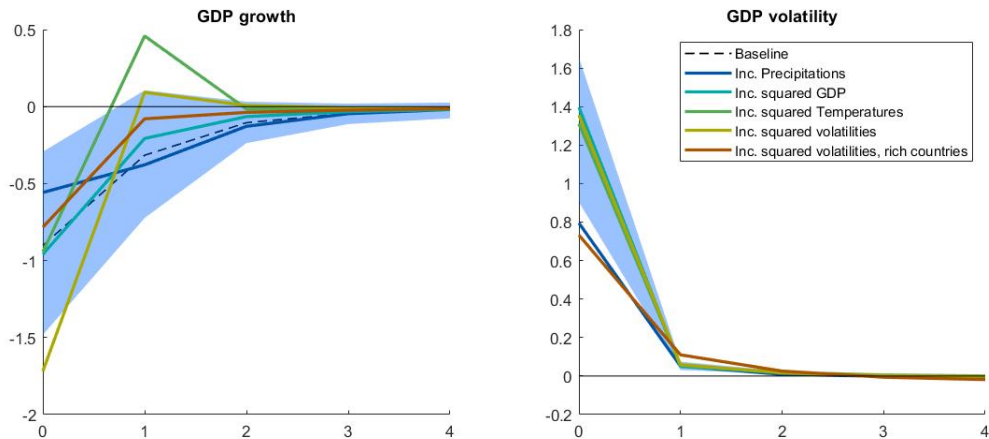 GDP growth
0.5
0
-0.5
-1
-1.5
-2
0 1 2 3 4
GDP volatility
1.8
1.6
1.4
1.2
1
0.8
0.6
0.4
0.2
0
-0.2
0 1 2 3 4
Baseline
Inc. Precipitations
Inc. squared GDP
Inc. squared Temperatures
Inc. squared volatilities
Inc. squared volatilities, rich countries